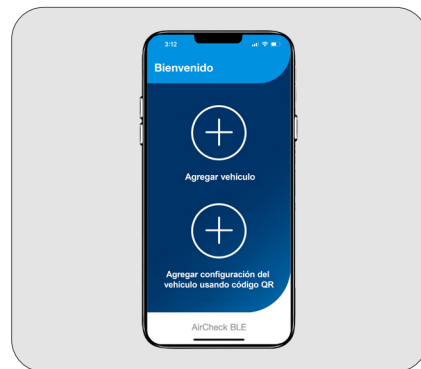 3:12
Bienvenido
Agregar vehículo
Agregar configuración del
vehículo usando código QR
AirCheck BLE